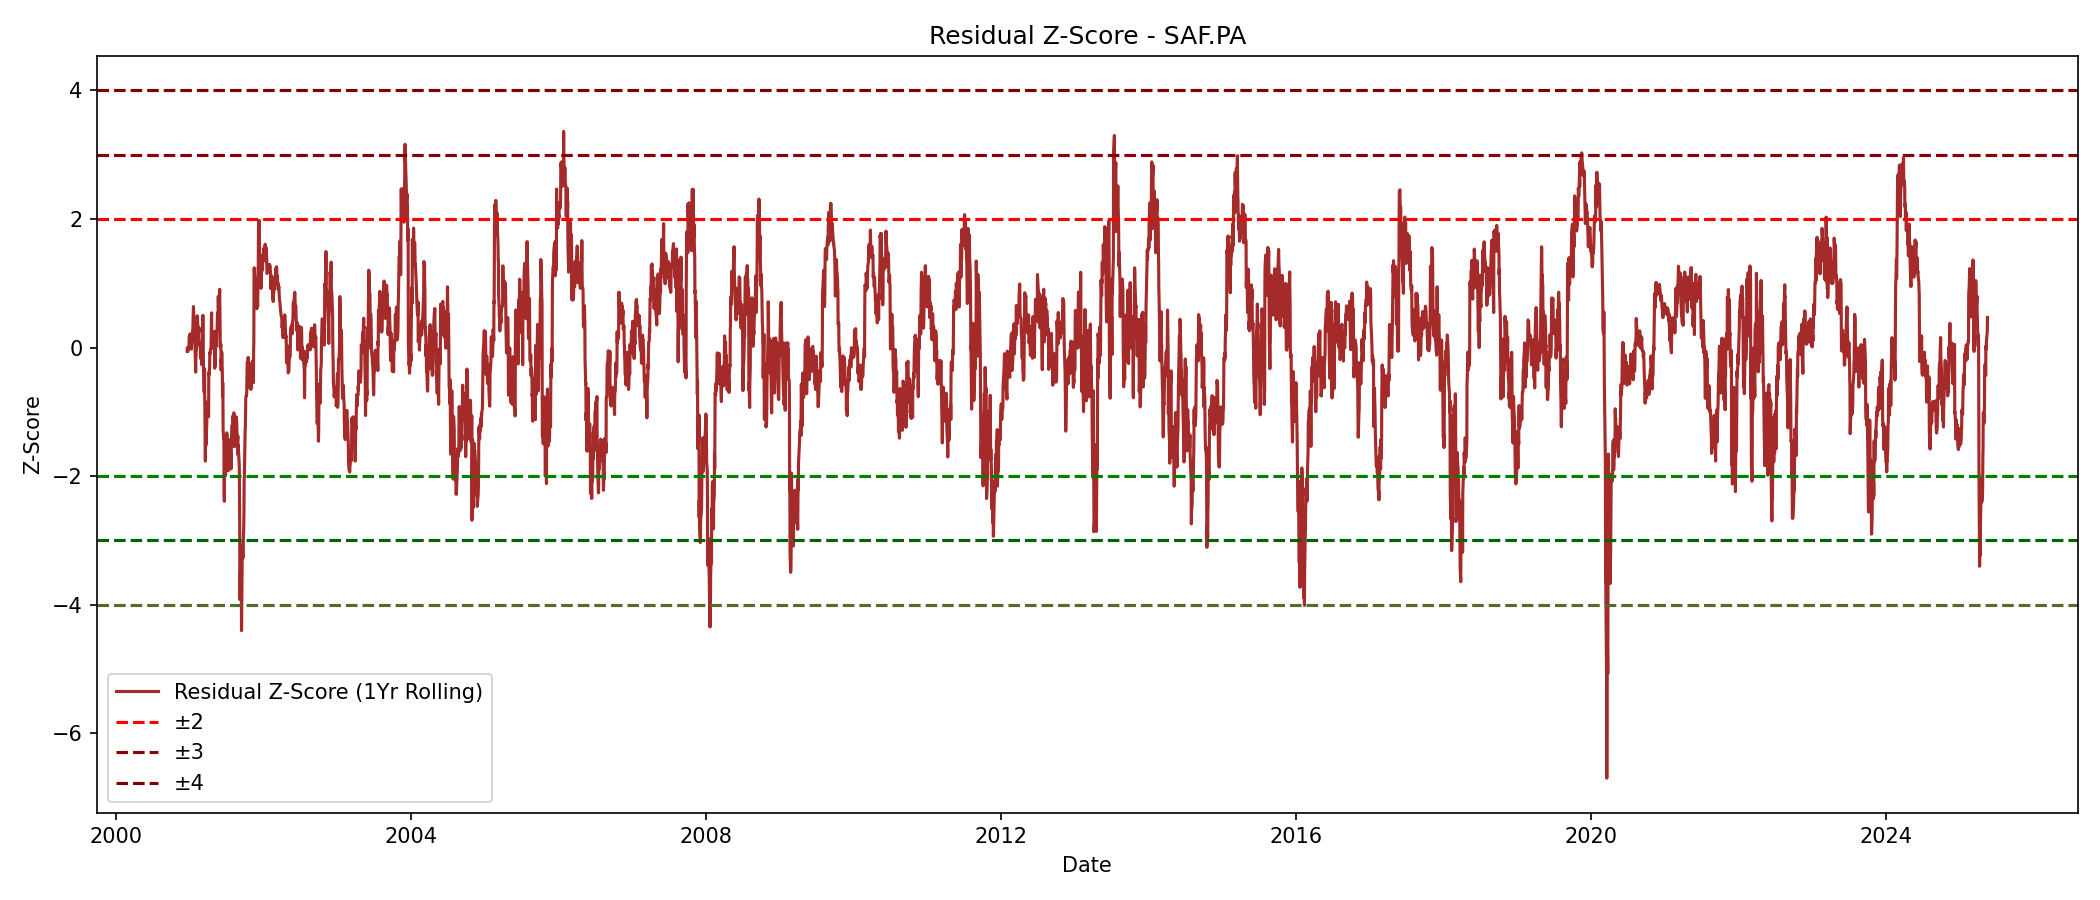 Residual Z-Score - SAF.PA
4
2
0
−2
−4
−6
Z-Score
Residual Z-Score (1Yr Rolling)
±2
±3
±4
2000 2004 2008 2012 2016 2020 2024
Date